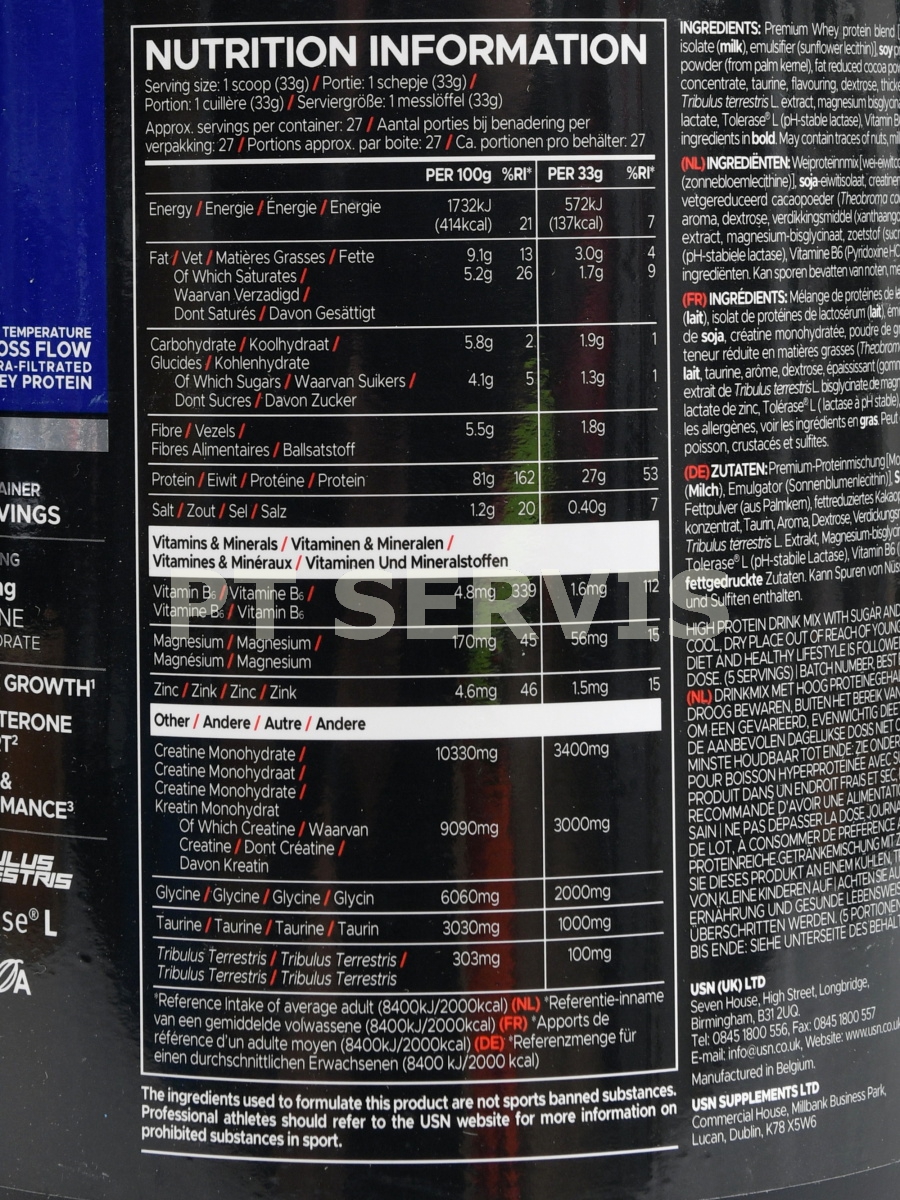 TEMPERATURE
OSS FLOW
RA-FILTRATED
EY PROTEIN
AINER
VINGS
NG
NE
DRATE
GROWTH¹
TERONE
RT²
&
MANCE³
ULUS
ESTRIS
se® L
NUTRITION INFORMATION
Serving size: 1 scoop (33g) / Portie: 1 schepje (33g) /
Portion: 1 cuillère (33g) / Serviergröße: 1 messlöffel (33g)
Approx. servings per container: 27 / Aantal porties bij benadering per
verpakking: 27 / Portions approx. par boite: 27 / Ca. portionen pro behälter: 27
PER 100g %RI* PER 33g %RI*
Energy / Energie / Énergie / Energie 1732kJ 572kJ
(414kcal) 21 (137kcal) 7
Fat / Vet / Matières Grasses / Fette 9.1g 13 3.0g 4
Of Which Saturates / 5.2g 26 1.7g 9
Waarvan Verzadigd /
Dont Saturés / Davon Gesättigt
Carbohydrate / Koolhydraat / 5.8g 2 1.9g 1
Glucides / Kohlenhydrate
Of Which Sugars / Waarvan Suikers / 4.1g 5 1.3g 1
Dont Sucres / Davon Zucker
Fibre / Vezels / 5.5g 1.8g
Fibres Alimentaires / Ballsatstoff
Protein / Eiwit / Protéine / Protein 81g 162 27g 53
Salt / Zout / Sel / Salz 1.2g 20 0.40g 7
Vitamins & Minerals / Vitaminen & Mineralen /
Vitamines & Minéraux / Vitaminen Und Mineralstoffen
Vitamin B₆ / Vitamine B₆ / 4.8mg 339 1.6mg 112
Vitamine B₆ / Vitamin B₆
PT SERVIS
Magnesium / Magnesium / 170mg 45 56mg 15
Magnésium / Magnesium
Zinc / Zink / Zinc / Zink 4.6mg 46 1.5mg 15
Other / Andere / Autre / Andere
Creatine Monohydrate / 10330mg 3400mg
Creatine Monohydraat /
Creatine Monohydrate /
Kreatin Monohydrat
Of Which Creatine / Waarvan 9090mg 3000mg
Creatine / Dont Créatine /
Davon Kreatin
Glycine / Glycine / Glycine / Glycin 6060mg 2000mg
Taurine / Taurine / Taurine / Taurin 3030mg 1000mg
Tribulus Terrestris / Tribulus Terrestris / 303mg 100mg
Tribulus Terrestris / Tribulus Terrestris
*Reference Intake of average adult (8400kJ/2000kcal) (NL) *Referentie-inname
van een gemiddelde volwassene (8400kJ/2000kcal) (FR) *Apports de
référence d'un adulte moyen (8400kJ/2000kcal) (DE) *Referenzmenge für
einen durchschnittlichen Erwachsenen (8400 kJ/2000 kcal)
The ingredients used to formulate this product are not sports banned substances.
Professional athletes should refer to the USN website for more information on
prohibited substances in sport.
INGREDIENTS: Premium Whey protein blend [
isolate (milk), emulsifier (sunflower lecithin)], soy
powder (from palm kernel), fat reduced cocoa
concentrate, taurine, flavouring, dextrose,
Tribulus terrestris L. extract, magnesium
lactate, Tolerase® L (pH-stable lactase), Vitamin
ingredients in bold. May contain traces of nuts,
(NL) INGREDIËNTEN: Weiproteinmix
(zonnebloemlecithine)], soja-eiwitisolaat,
vetgereduceerd cacaopoeder (Theobroma
aroma, dextrose, verdikkingsmiddel
extract, magnesium-bisglycinaat, zoetstof
(pH-stabiele lactase), Vitamine B6
ingrediënten. Kan sporen bevatten van noten,
(FR) INGRÉDIENTS: Mélange de protéines de
(lait), isolat de protéines de lactosérum (lait),
de soja, créatine monohydratée, poudre de
teneur réduite en matières grasses
lait, taurine, arôme, dextrose, épaississant
extrait de Tribulus terrestris L. bisglycinate de
lactate de zinc, Tolérase® L (lactase à pH stable),
les allergènes, voir les ingrédients en gras. Peut
poisson, crustacés et sulfites.
(DE) ZUTATEN: Premium-Proteinmischung
(Milch), Emulgator (Sonnenblumenlecithin)],
Fettpulver (aus Palmkern), fettreduziertes
konzentrat, Taurin, Aroma, Dextrose,
Tribulus terrestris L. Extrakt,
Tolerase® L (pH-stabile Lactase), Vitamin B6
fettgedruckte Zutaten. Kann Spuren von
und Sulfiten enthalten.
HIGH PROTEIN DRINK MIX WITH SUGAR AND
COOL, DRY PLACE OUT OF REACH OF YOUNG
DIET AND HEALTHY LIFESTYLE IS
DOSE. (5 SERVINGS) | BATCH NUMBER, BEST
(NL) DRINKMIX MET HOOG
DROOG BEWAREN, BUITEN HET BEREIK VAN
OM EEN GEVARIEERD, EVENWICHTIG
DE AANBEVOLEN DAGELIJKSE DOSIS NIET
MINSTE HOUDBAAR TOT EINDE: ZIE
POUR BOISSON HYPERPROTÉINÉE AVEC
PRODUIT DANS UN ENDROIT FRAIS ET SEC,
RECOMMANDÉ D'AVOIR UNE
SAIN | NE PAS DÉPASSER LA DOSE
DE LOT, À CONSOMMER DE PRÉFÉRENCE
PROTEINREICHE GETRÄNKEMISCHUNG MIT
SIE DIESES PRODUKT AN EINEM KÜHLEN,
VON KLEINE KINDEREN AUF | ACHTEN SIE
ERNÄHRUNG UND GESUNDE
ÜBERSCHRITTEN WERDEN. (5 PORTIONEN
BIS ENDE: SIEHE UNTERSEITE DES
USN (UK) LTD
Seven House, High Street, Longbridge,
Birmingham, B31 2UQ.
Tel: 0845 1800 556, Fax: 0845 1800 557
E-mail: info@usn.co.uk, Website: www.usn.co.uk
Manufactured in Belgium.
USN SUPPLEMENTS LTD
Commercial House, Millbank Business Park,
Lucan, Dublin, K78 X5W6